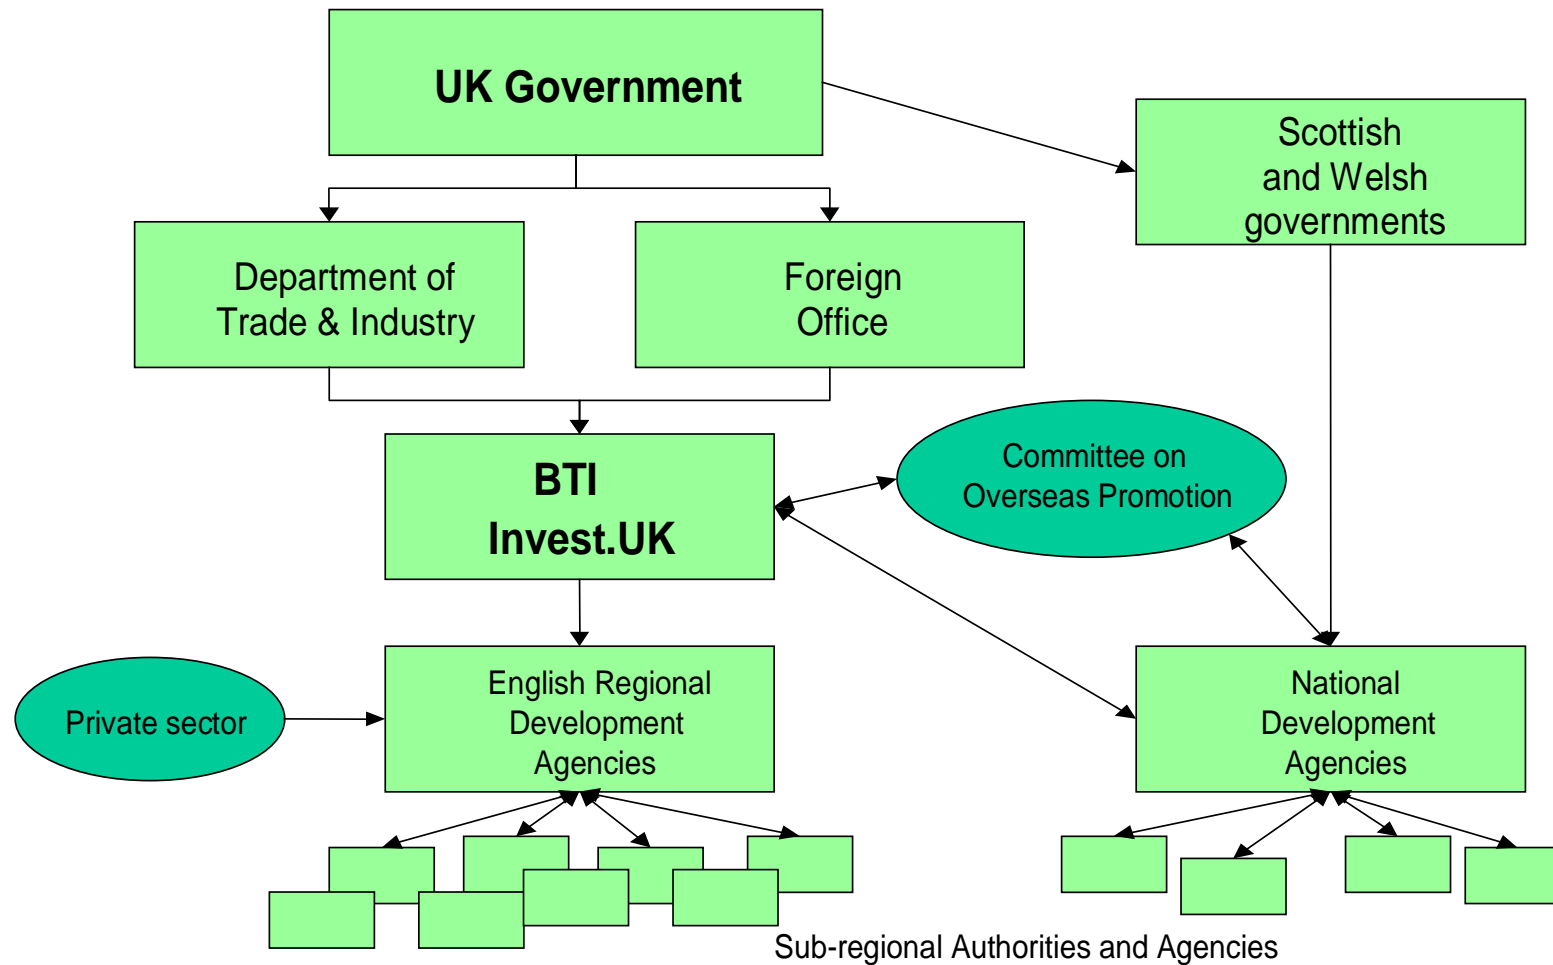 UK Government
Scottish
and Welsh
governments
Department of
Trade & Industry
Foreign
Office
BTI
Invest.UK
Committee on
Overseas Promotion
Private sector
English Regional
Development
Agencies
National
Development
Agencies
Sub-regional Authorities and Agencies